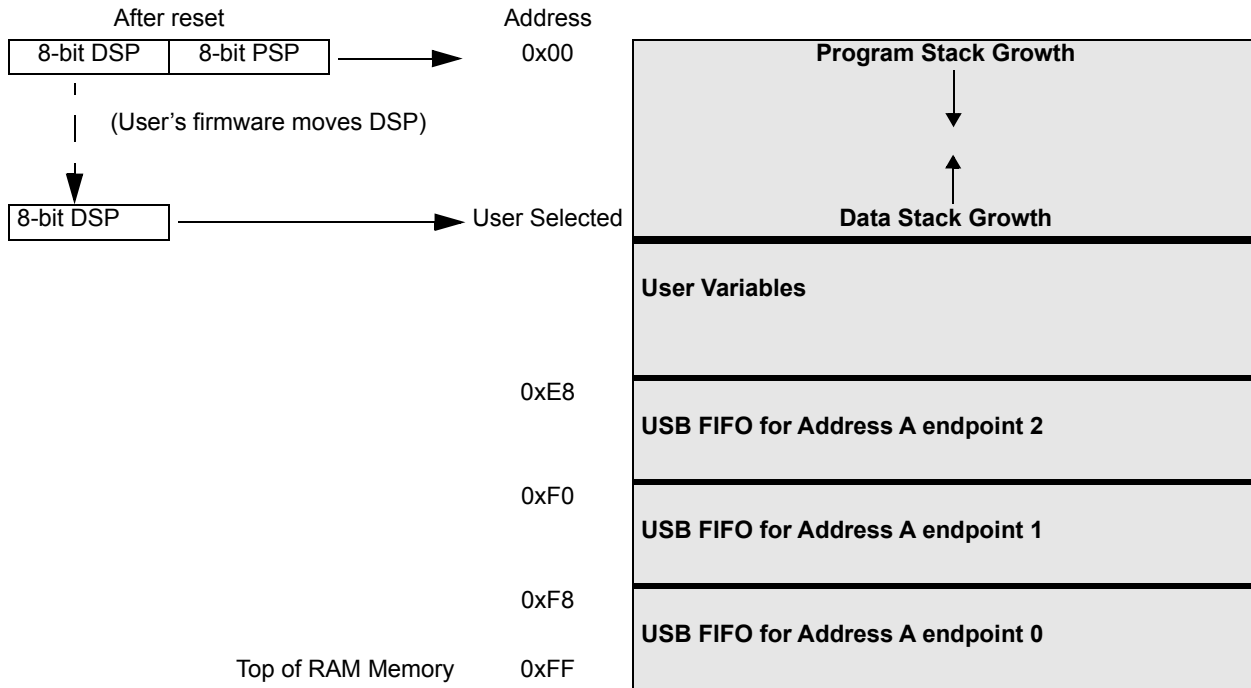 After reset Address
8-bit DSP 8-bit PSP 0x00 Program Stack Growth
(User’s firmware moves DSP)
8-bit DSP User Selected Data Stack Growth
User Variables
0xE8
USB FIFO for Address A endpoint 2
0xF0
USB FIFO for Address A endpoint 1
0xF8
USB FIFO for Address A endpoint 0
Top of RAM Memory 0xFF